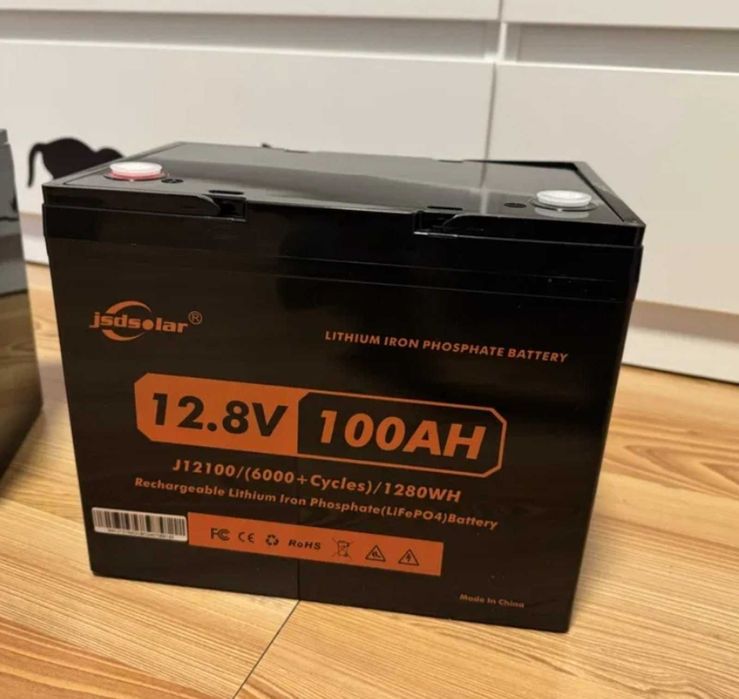 jsdsolar®
LITHIUM IRON PHOSPHATE BATTERY
12.8V 100AH
J12100/(6000+Cycles)/1280WH
Rechargeable Lithium Iron Phosphate(LiFePO4)Battery
FC CE RoHS
Made In China